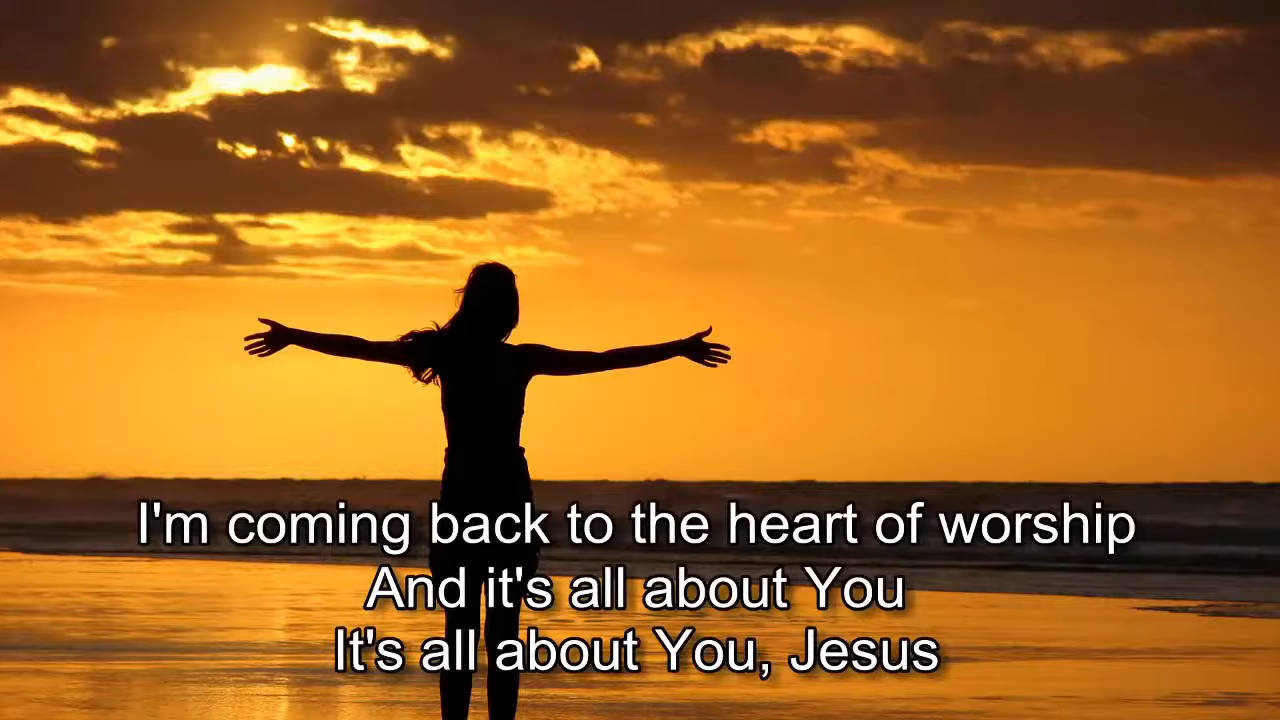 I'm coming back to the heart of worship
And it's all about You
It's all about You, Jesus